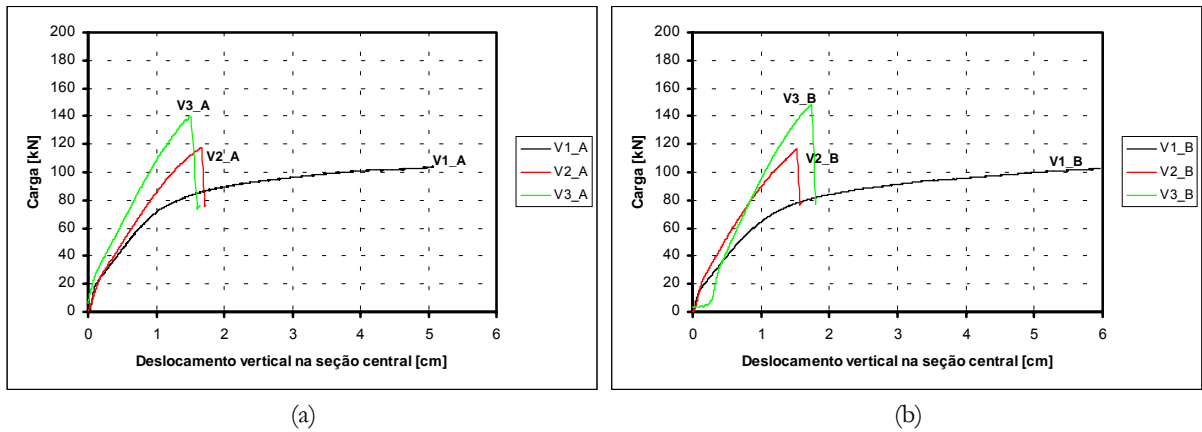 200
180
160
140
120
100
80
60
40
20
0
Carga [kN]
V3_A
V2_A
V1_A
0 1 2 3 4 5 6
Deslocamento vertical na seção central [cm]
V1_A
V2_A
V3_A
(a)
200
180
160
140
120
100
80
60
40
20
0
Carga [kN]
V3_B
V2_B
V1_B
0 1 2 3 4 5 6
Deslocamento vertical na seção central [cm]
V1_B
V2_B
V3_B
(b)